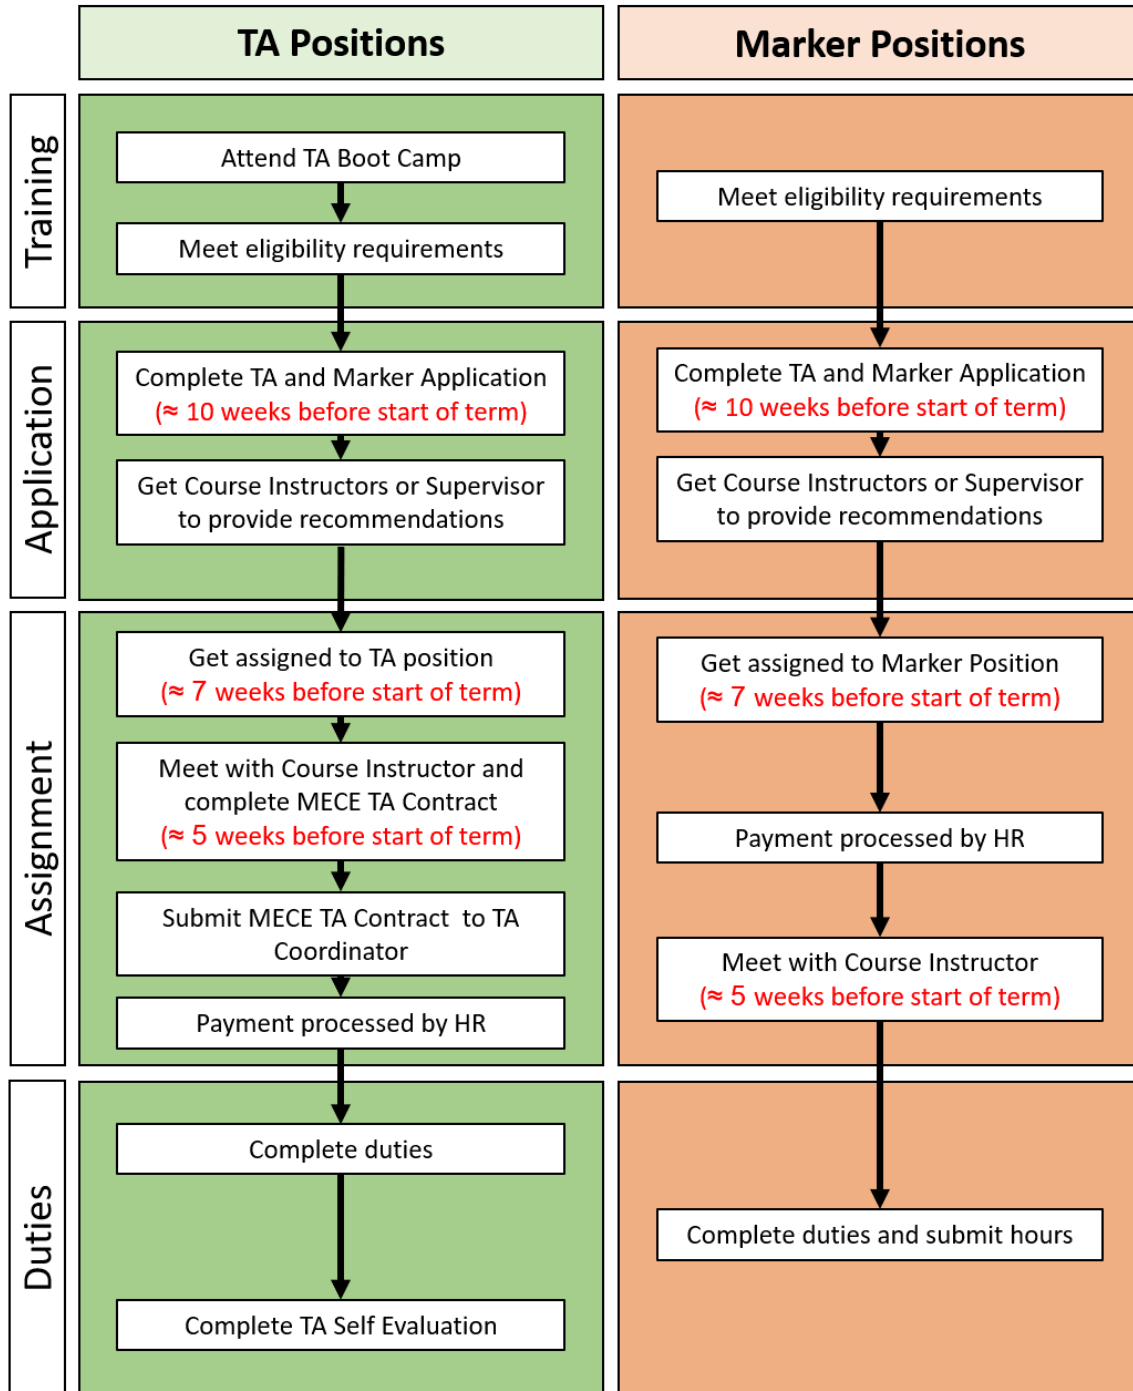 TA Positions
Marker Positions
Training
Attend TA Boot Camp
Meet eligibility requirements
Meet eligibility requirements
Application
Complete TA and Marker Application
(≈ 10 weeks before start of term)
Get Course Instructors or Supervisor
to provide recommendations
Complete TA and Marker Application
(≈ 10 weeks before start of term)
Get Course Instructors or Supervisor
to provide recommendations
Assignment
Get assigned to TA position
(≈ 7 weeks before start of term)
Meet with Course Instructor and
complete MECE TA Contract
(≈ 5 weeks before start of term)
Submit MECE TA Contract  to TA
Coordinator
Payment processed by HR
Get assigned to Marker Position
(≈ 7 weeks before start of term)
Payment processed by HR
Meet with Course Instructor
(≈ 5 weeks before start of term)
Duties
Complete duties
Complete TA Self Evaluation
Complete duties and submit hours